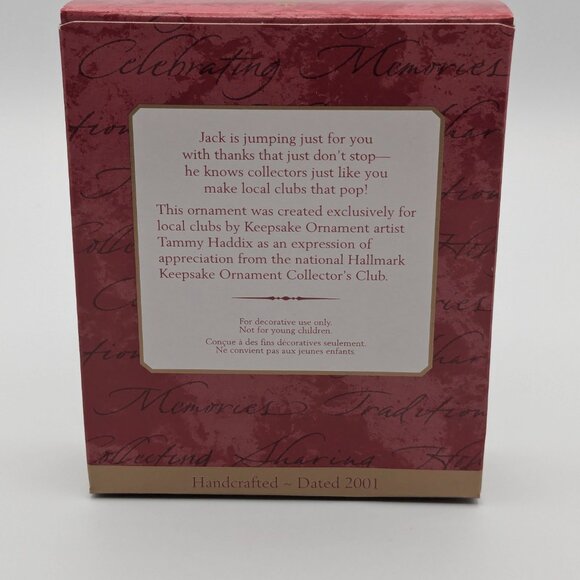 Celebrating Memories
Jack is jumping just for you
with thanks that just don't stop—
he knows collectors just like you
make local clubs that pop!
This ornament was created exclusively for
local clubs by Keepsake Ornament artist
Tammy Haddix as an expression of
appreciation from the national Hallmark
Keepsake Ornament Collector's Club.
For decorative use only.
Not for young children.
Conçue à des fins décoratives seulement.
Ne convient pas aux jeunes enfants.
Memories Tradition
Collecting Sharing Hon
Handcrafted ~ Dated 2001